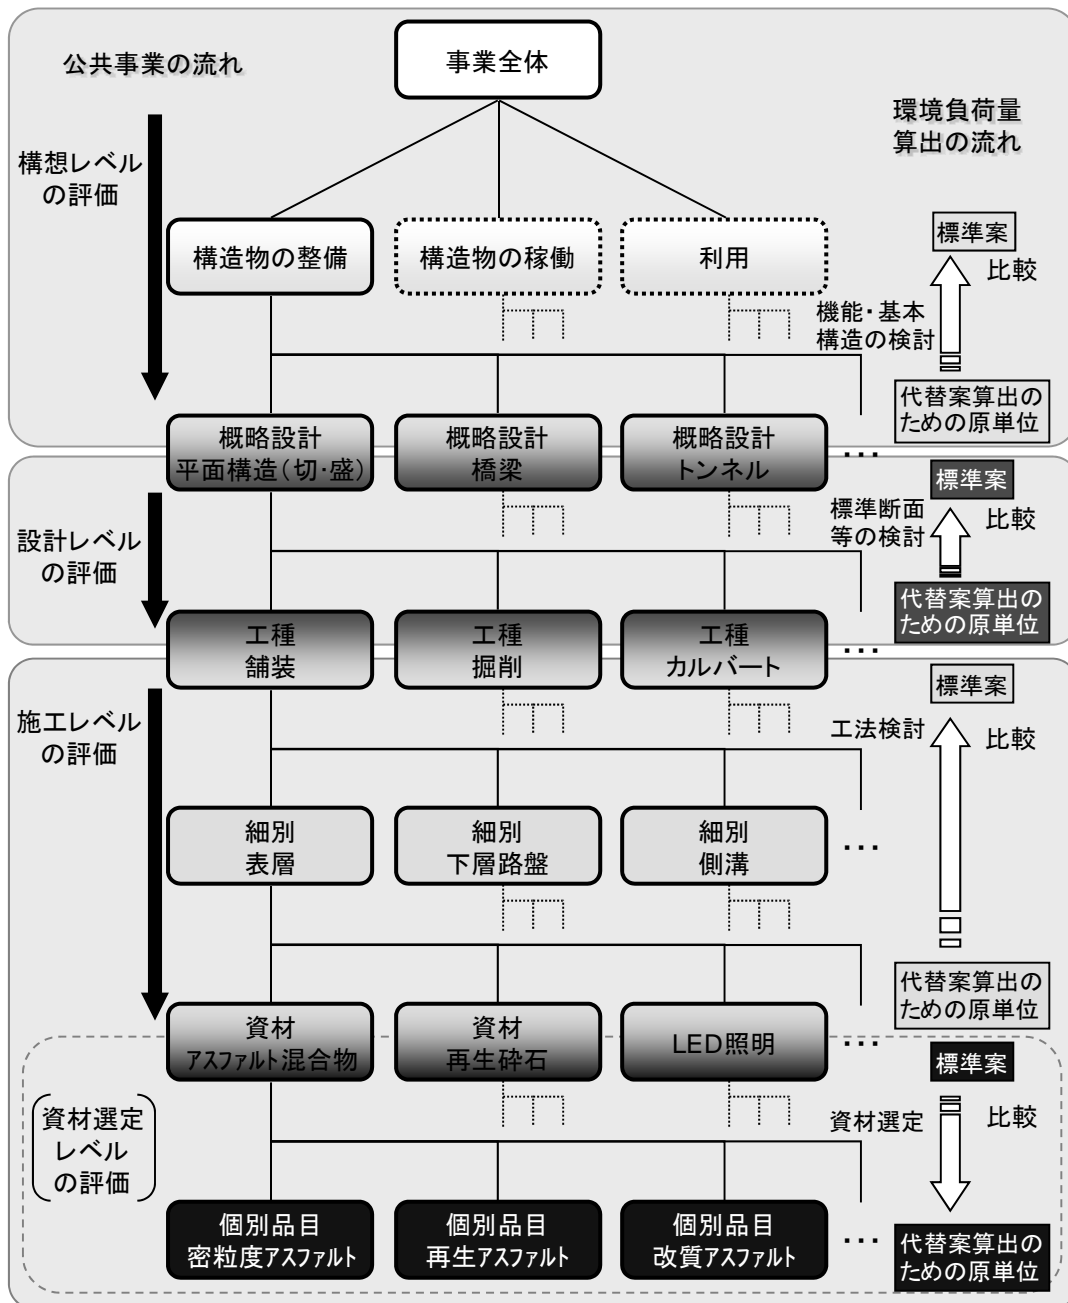 公共事業の流れ
事業全体
環境負荷量
算出の流れ
構想レベル
の評価
構造物の整備
構造物の稼働
利用
標準案
比較
機能・基本
構造の検討
代替案算出の
ための原単位
概略設計
平面構造(切・盛)
概略設計
橋梁
概略設計
トンネル
・・・
標準案
設計レベル
の評価
標準断面
等の検討
比較
代替案算出の
ための原単位
工種
舗装
工種
掘削
工種
カルバート
・・・
標準案
施工レベル
の評価
工法検討
比較
細別
表層
細別
下層路盤
細別
側溝
・・・
代替案算出の
ための原単位
資材
アスファルト混合物
資材
再生砕石
LED照明
・・・
標準案
資材選定
レベル
の評価
資材選定
比較
個別品目
密粒度アスファルト
個別品目
再生アスファルト
個別品目
改質アスファルト
・・・
代替案算出の
ための原単位